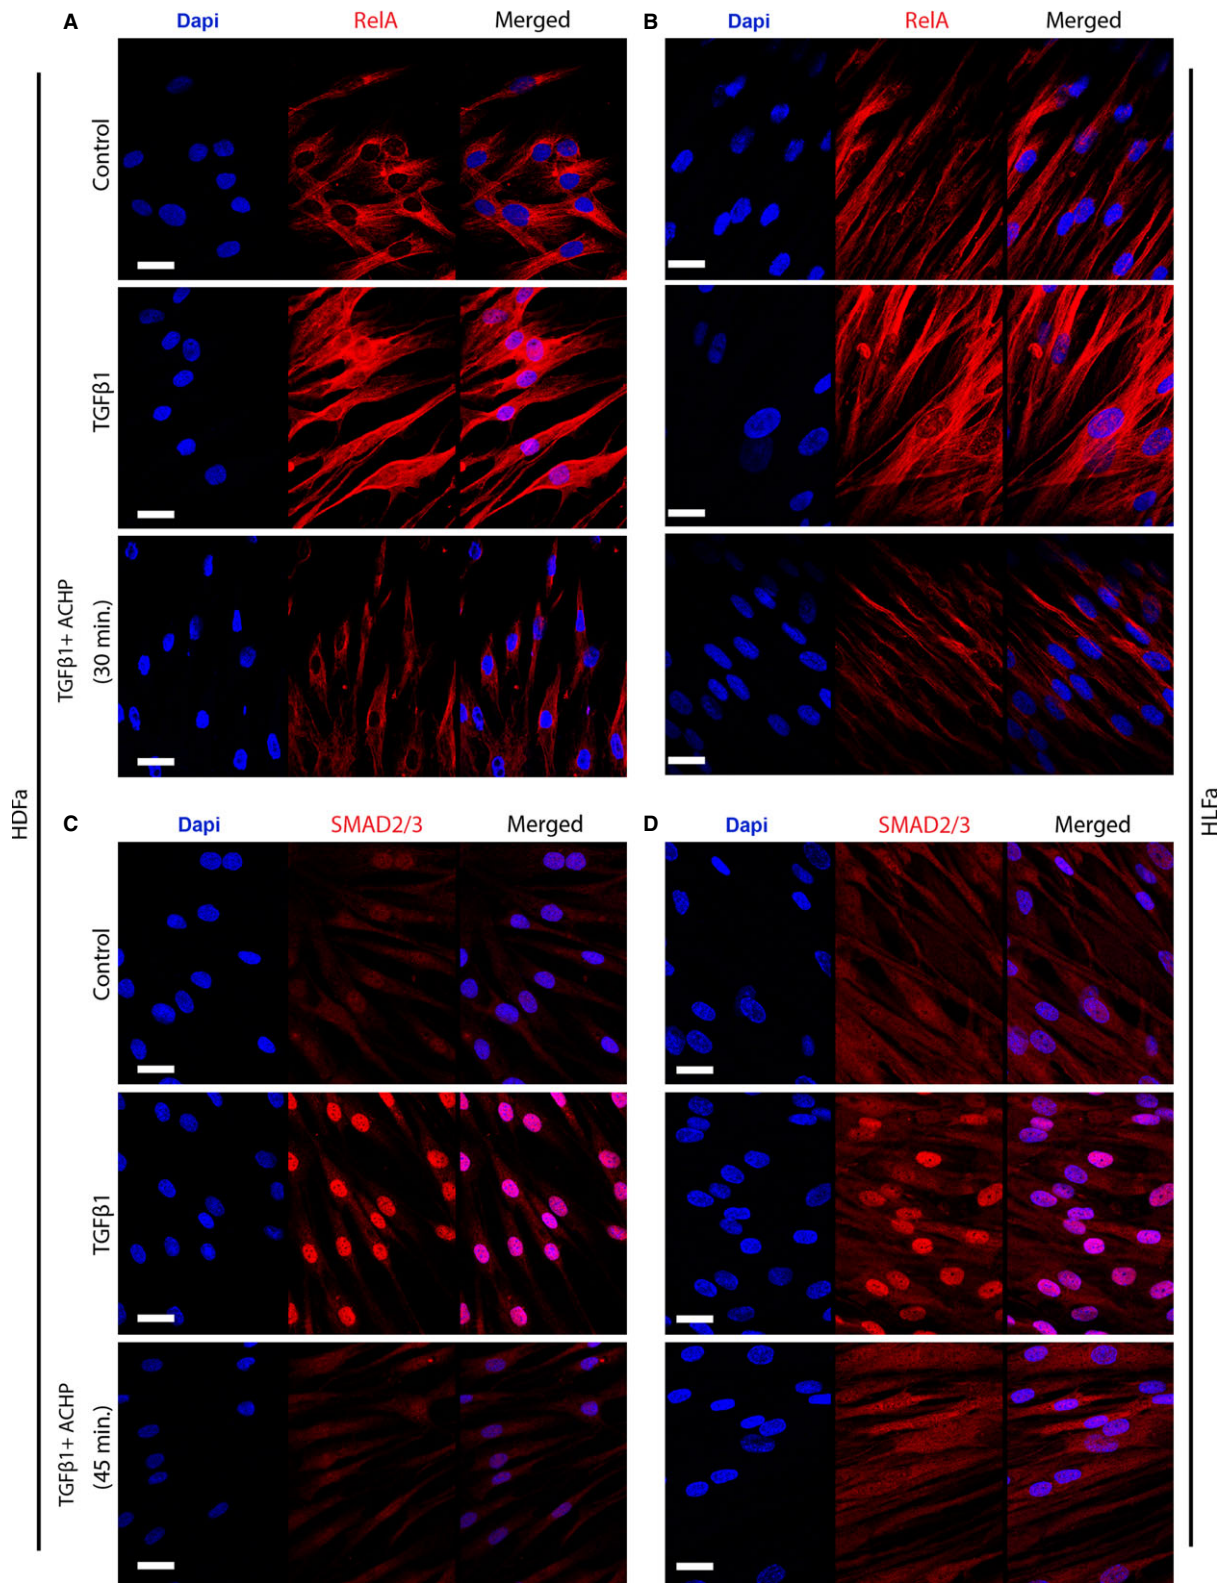 A Dapi RelA Merged B Dapi RelA Merged
Control
TGFβ1
TGFβ1+ ACHP
(30 min.)
HDFa
HLFa
C Dapi SMAD2/3 Merged D Dapi SMAD2/3 Merged
Control
TGFβ1
TGFβ1+ ACHP
(45 min.)